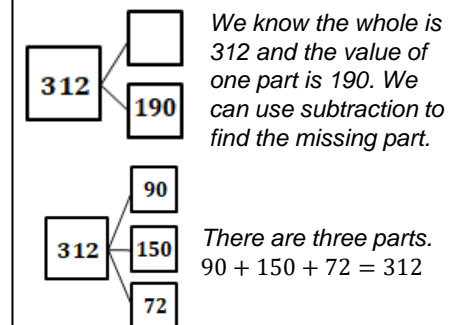 We know the whole is
312 and the value of
312
one part is 190. We
190
can use subtraction to
find the missing part.
90
312
150
There are three parts.
90 + 150 + 72 = 312
72